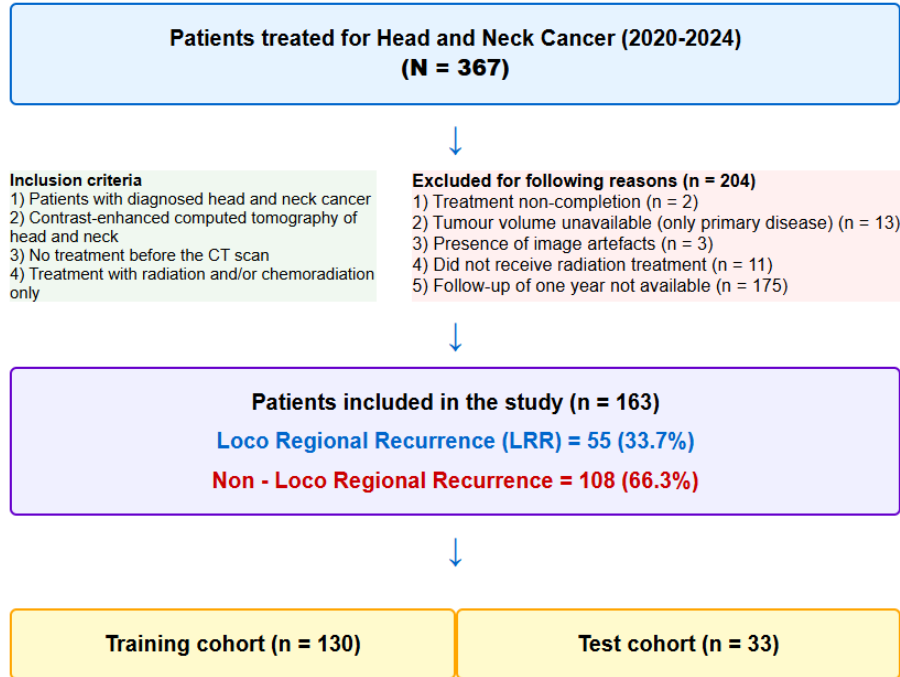 Patients treated for Head and Neck Cancer (2020-2024)
(N = 367)
↓
Inclusion criteria
1) Patients with diagnosed head and neck cancer
2) Contrast-enhanced computed tomography of
head and neck
3) No treatment before the CT scan
4) Treatment with radiation and/or chemoradiation
only
Excluded for following reasons (n = 204)
1) Treatment non-completion (n = 2)
2) Tumour volume unavailable (only primary disease) (n = 13)
3) Presence of image artefacts (n = 3)
4) Did not receive radiation treatment (n = 11)
5) Follow-up of one year not available (n = 175)
↓
Patients included in the study (n = 163)
Loco Regional Recurrence (LRR) = 55 (33.7%)
Non - Loco Regional Recurrence = 108 (66.3%)
↓
Training cohort (n = 130)
Test cohort (n = 33)